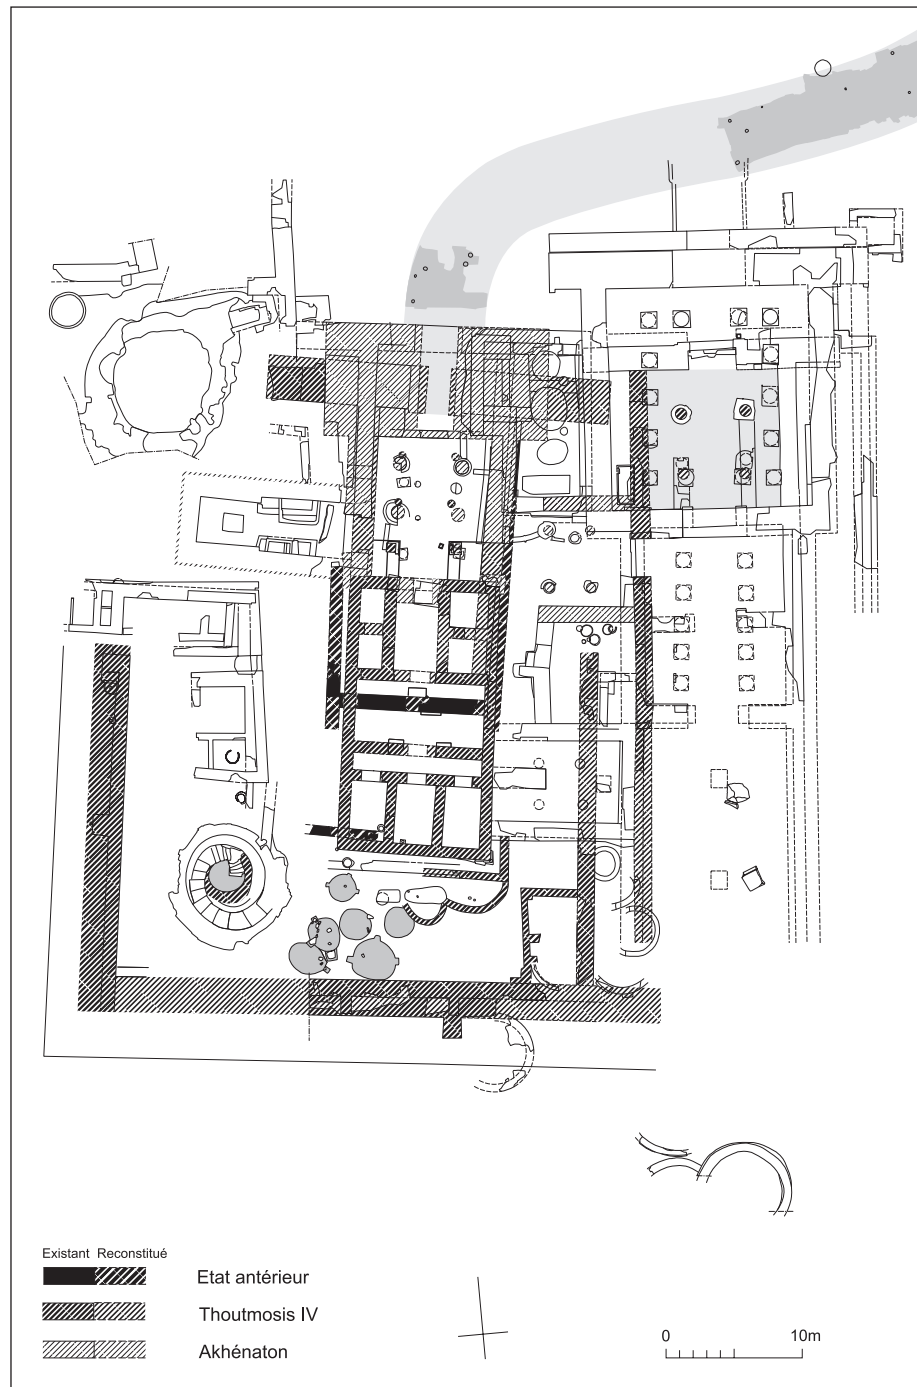 Existant Reconstitué
Etat antérieur
Thoutmosis IV
Akhénaton
0 10m